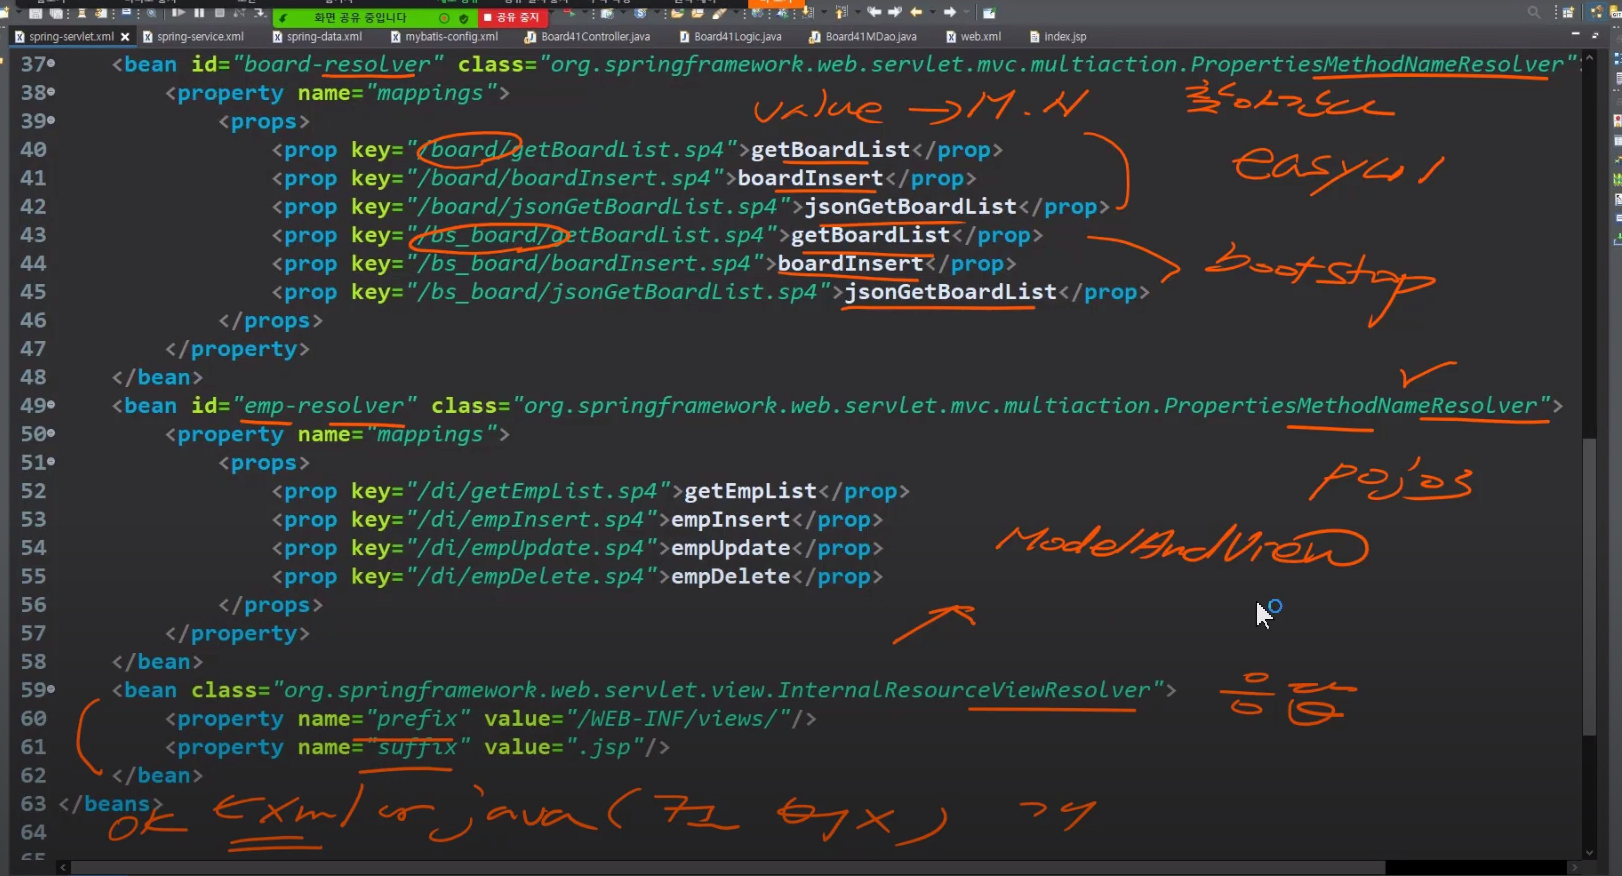 화면 공유 중입니다 공유 중지
spring-servlet.xml spring-service.xml spring-data.xml mybatis-config.xml Board41Controller.java Board41Logic.java Board41MDao.java web.xml index.jsp
37 <bean id="board-resolver" class="org.springframework.web.servlet.mvc.multiaction.PropertiesMethodNameResolver"
38 <property name="mappings">
value → M.N
39 <props>
40 <prop key="/board/getBoardList.sp4">getBoardList</prop>
easyui
41 <prop key="/board/boardInsert.sp4">boardInsert</prop>
42 <prop key="/board/jsonGetBoardList.sp4">jsonGetBoardList</prop>
43 <prop key="/bs_board/getBoardList.sp4">getBoardList</prop>
44 <prop key="/bs_board/boardInsert.sp4">boardInsert</prop>
bootstrap
45 <prop key="/bs_board/jsonGetBoardList.sp4">jsonGetBoardList</prop>
46 </props>
47 </property>
48 </bean>
49 <bean id="emp-resolver" class="org.springframework.web.servlet.mvc.multiaction.PropertiesMethodNameResolver">
50 <property name="mappings">
51 <props>
52 <prop key="/di/getEmpList.sp4">getEmpList</prop>
pojo3
53 <prop key="/di/empInsert.sp4">empInsert</prop>
54 <prop key="/di/empUpdate.sp4">empUpdate</prop>
ModelAndView
55 <prop key="/di/empDelete.sp4">empDelete</prop>
56 </props>
57 </property>
58 </bean>
59 <bean class="org.springframework.web.servlet.view.InternalResourceViewResolver">
60 <property name="prefix" value="/WEB-INF/views/"/>
61 <property name="suffix" value=".jsp"/>
62 </bean>
63 </beans>
ok xml or java
64
65